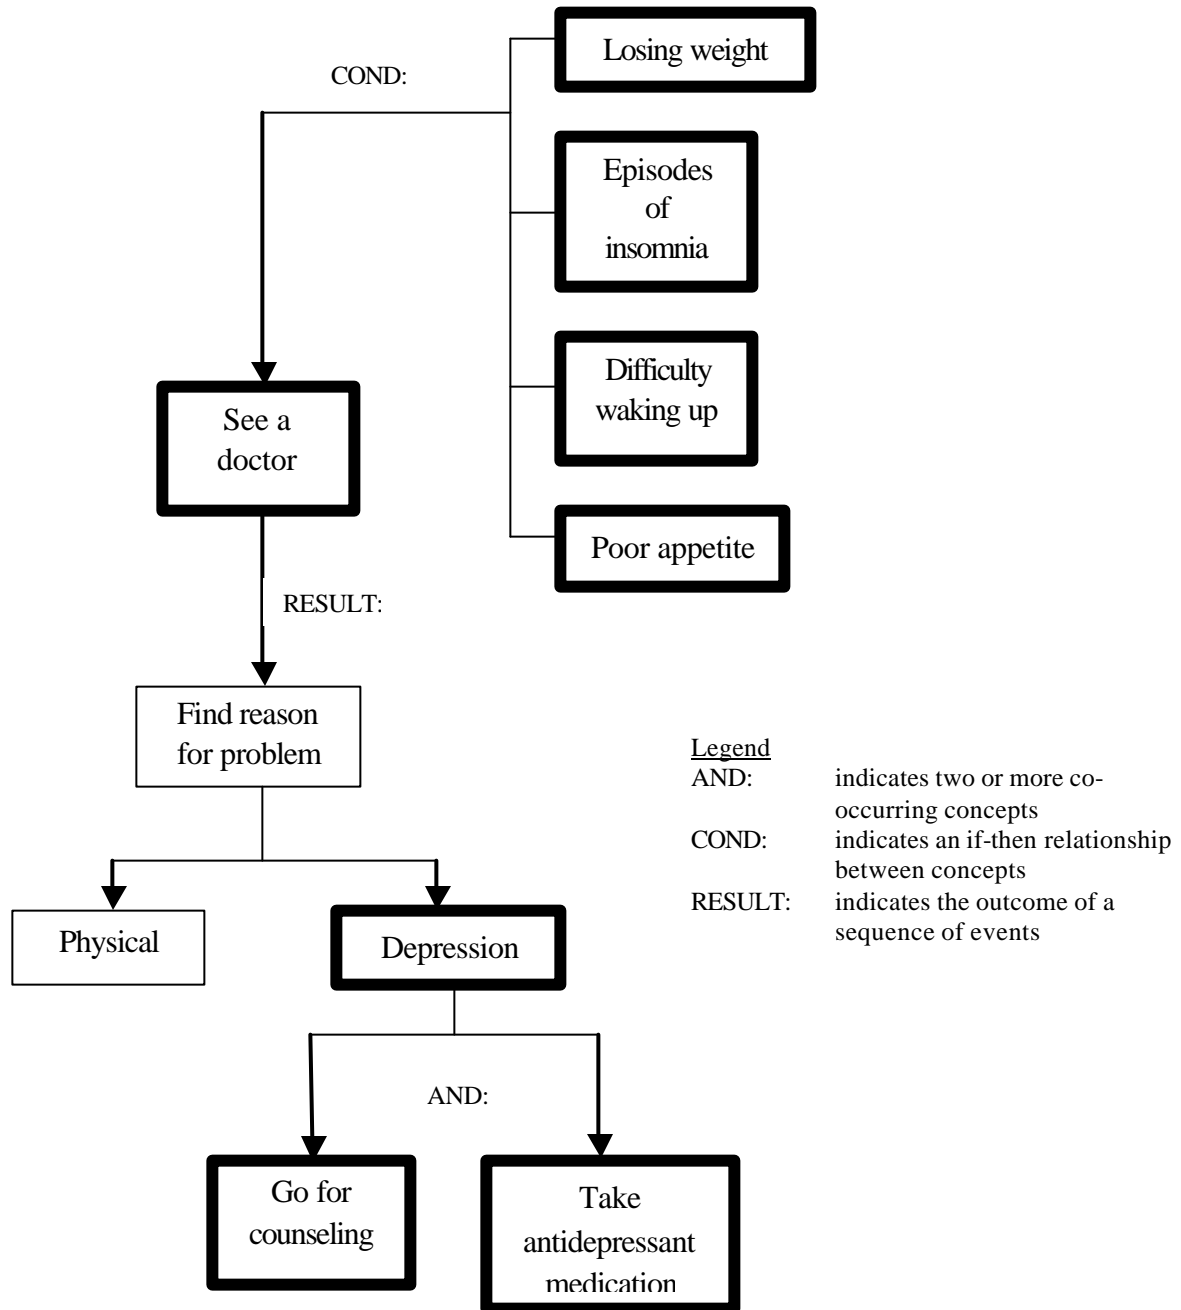 Losing weight
COND:
Episodes
of
insomnia
Difficulty
waking up
See a
doctor
Poor appetite
RESULT:
Find reason
for problem
Legend
AND: indicates two or more co-
occurring concepts
COND: indicates an if-then relationship
between concepts
RESULT: indicates the outcome of a
sequence of events
Physical
Depression
AND:
Go for
counseling
Take
antidepressant
medication